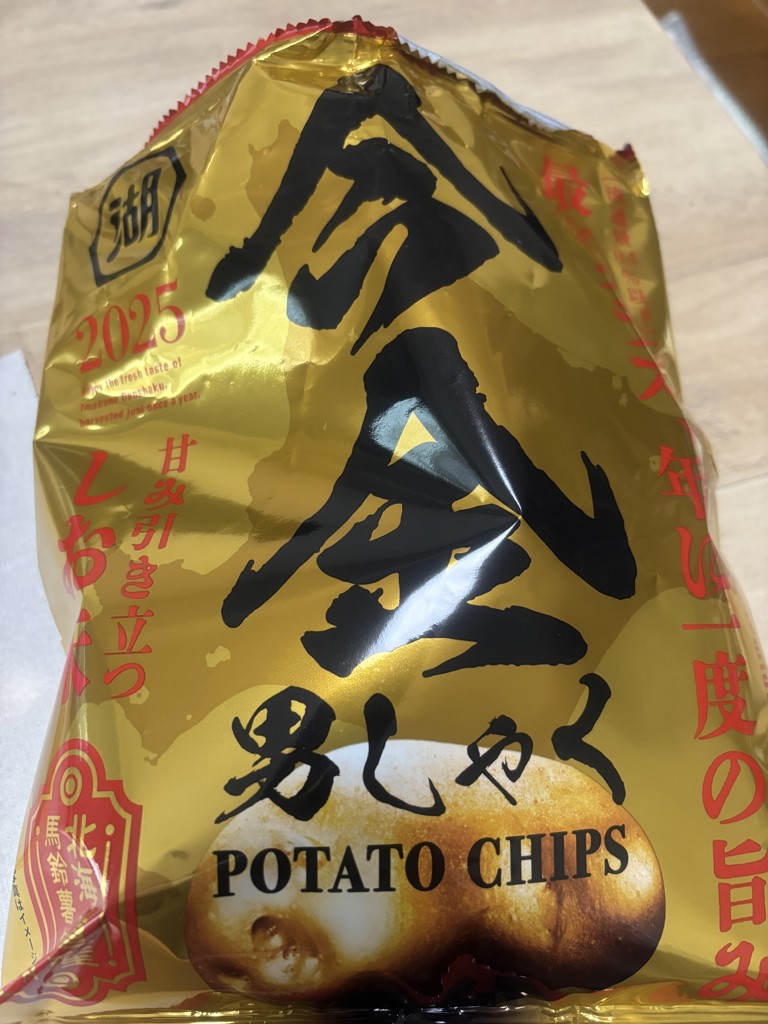 湖
今
金
男しゃく
POTATO CHIPS
2025
the fresh taste of
Imakane Danshaku,
harvested just once a year.
甘み引き立つ
しお味
年に一度の旨み
北海
馬鈴薯